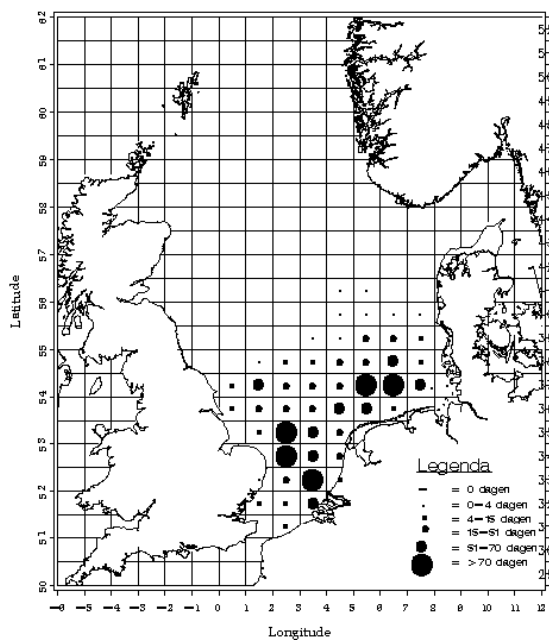 62
61
60
59
58
57
56
55
54
53
52
51
50
Latitude
-6 -5 -4 -3 -2 -1 0 1 2 3 4 5 6 7 8 9 10 11 12
Longitude
Legenda
= 0 dagen
= 0-4 dagen
= 4-15 dagen
= 15-51 dagen
= 51-70 dagen
= >70 dagen